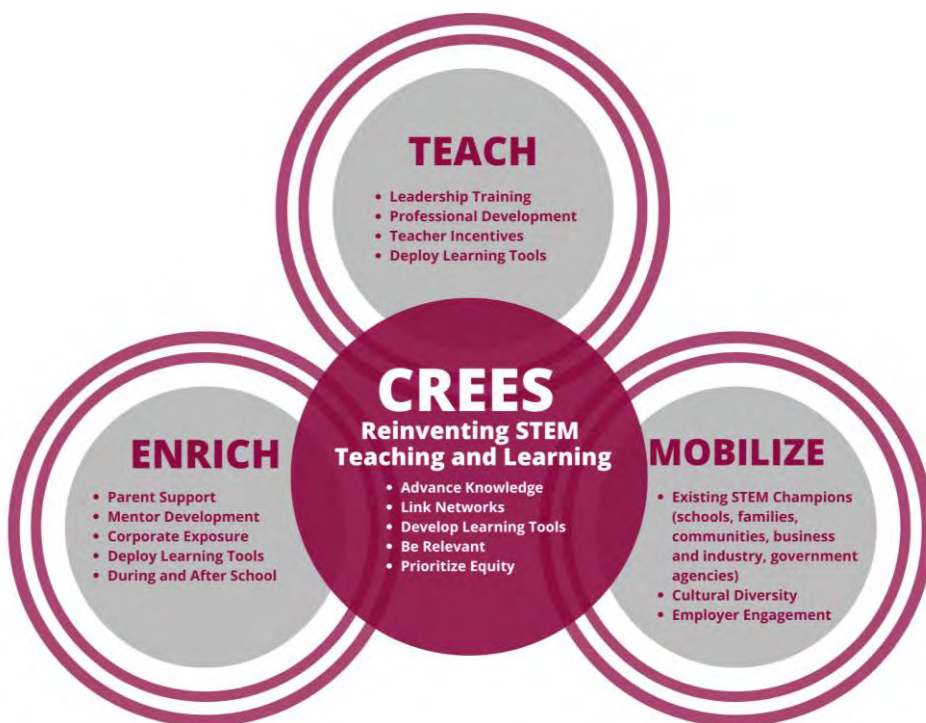 TEACH
• Leadership Training
• Professional Development
• Teacher Incentives
• Deploy Learning Tools
CREES
Reinventing STEM
Teaching and Learning
• Advance Knowledge
• Link Networks
• Develop Learning Tools
• Be Relevant
• Prioritize Equity
ENRICH
• Parent Support
• Mentor Development
• Corporate Exposure
• Deploy Learning Tools
• During and After School
MOBILIZE
• Existing STEM Champions
(schools, families,
communities, business
and industry, government
agencies)
• Cultural Diversity
• Employer Engagement